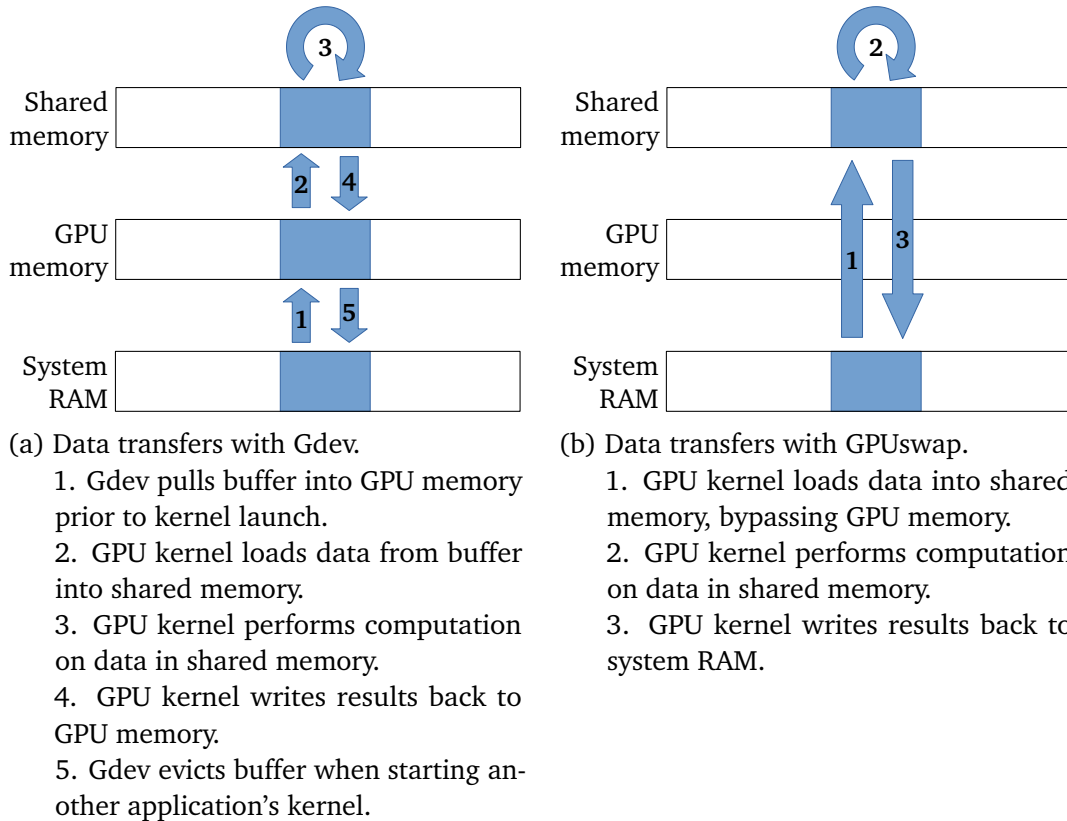 3
Shared
memory
2
4
GPU
memory
1
5
System
RAM
(a) Data transfers with Gdev.
1. Gdev pulls buffer into GPU memory
prior to kernel launch.
2. GPU kernel loads data from buffer
into shared memory.
3. GPU kernel performs computation
on data in shared memory.
4. GPU kernel writes results back to
GPU memory.
5. Gdev evicts buffer when starting an-
other application's kernel.
2
Shared
memory
GPU
memory
1
3
System
RAM
(b) Data transfers with GPUswap.
1. GPU kernel loads data into shared
memory, bypassing GPU memory.
2. GPU kernel performs computation
on data in shared memory.
3. GPU kernel writes results back to
system RAM.